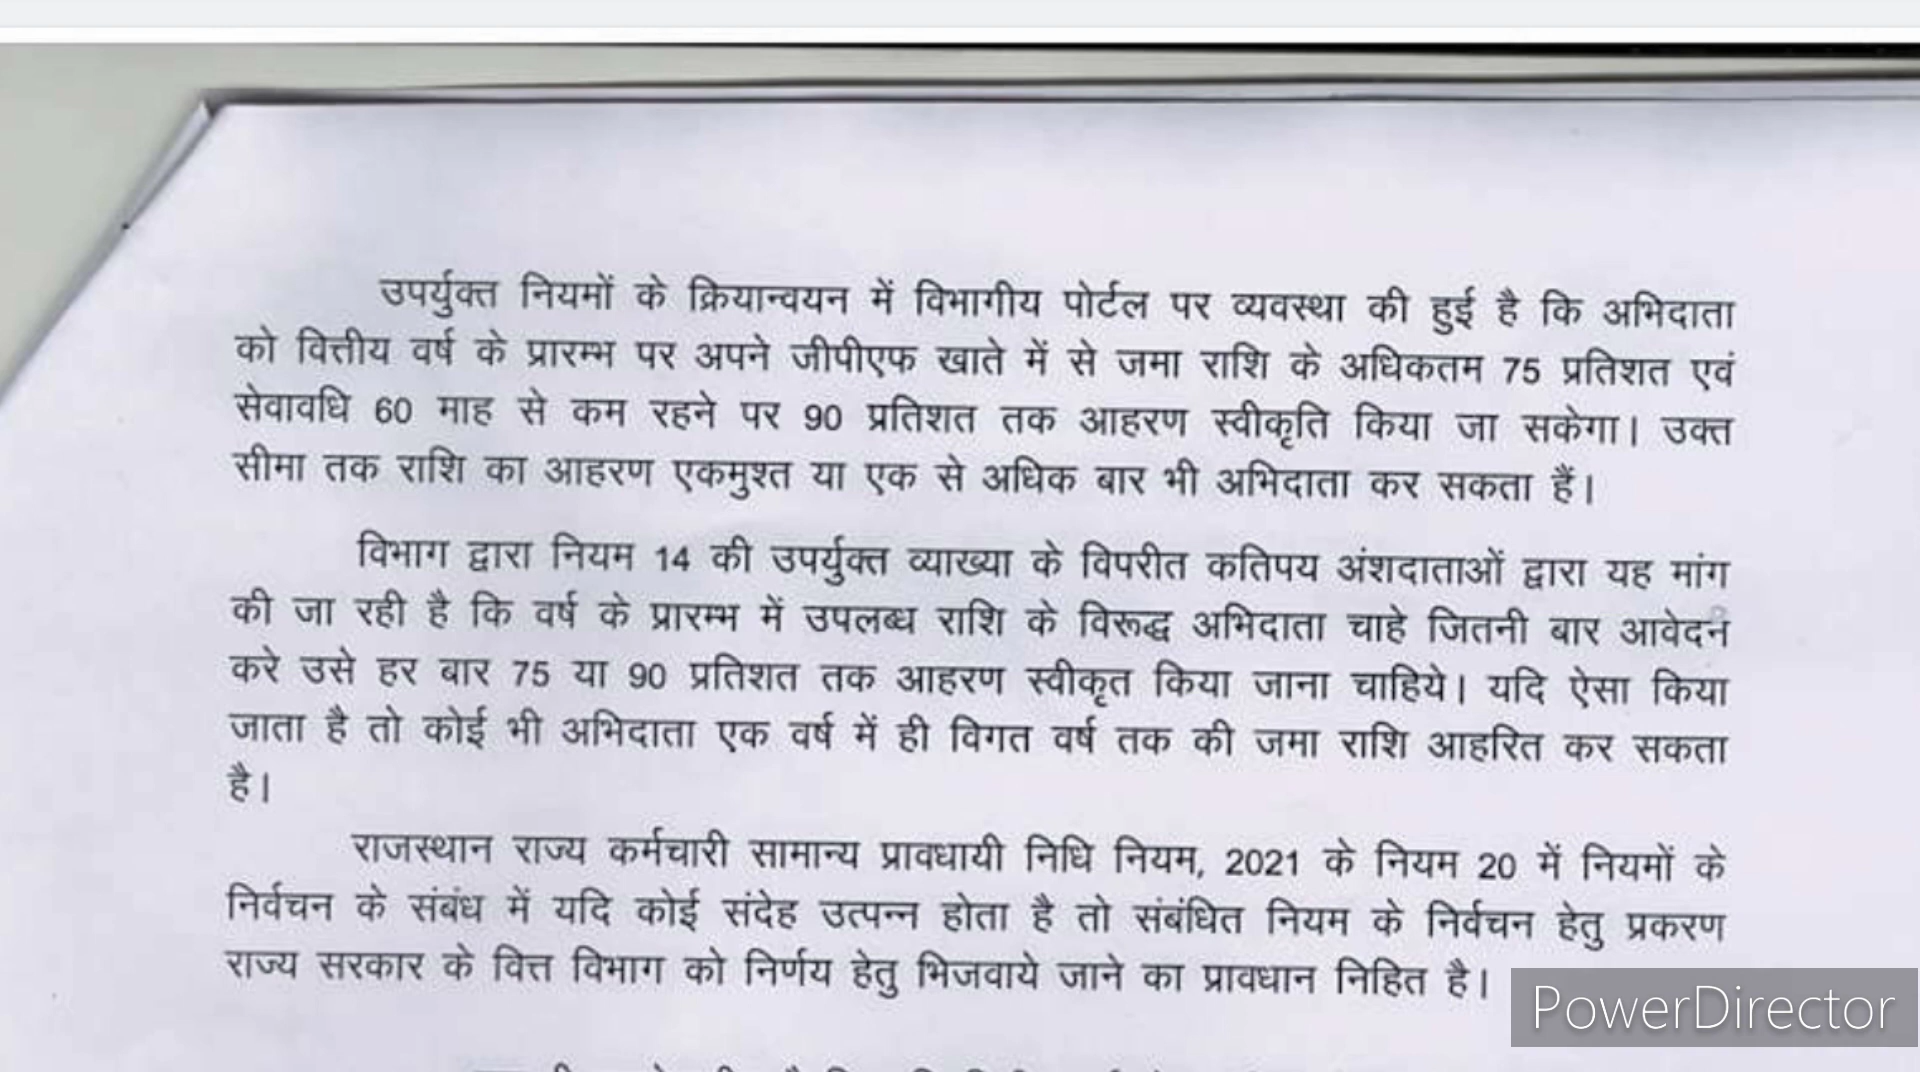 उपर्युक्त नियमों के क्रियान्वयन में विभागीय पोर्टल पर व्यवस्था की हुई है कि अभिदाता
को वित्तीय वर्ष के प्रारम्भ पर अपने जीपीएफ खाते में से जमा राशि के अधिकतम 75 प्रतिशत एवं
सेवावधि 60 माह से कम रहने पर 90 प्रतिशत तक आहरण स्वीकृति किया जा सकेगा। उक्त
सीमा तक राशि का आहरण एकमुश्त या एक से अधिक बार भी अभिदाता कर सकता हैं।
विभाग द्वारा नियम 14 की उपर्युक्त व्याख्या के विपरीत कतिपय अंशदाताओं द्वारा यह मांग
की जा रही है कि वर्ष के प्रारम्भ में उपलब्ध राशि के विरूद्ध अभिदाता चाहे जितनी बार आवेदन
करे उसे हर बार 75 या 90 प्रतिशत तक आहरण स्वीकृत किया जाना चाहिये। यदि ऐसा किया
जाता है तो कोई भी अभिदाता एक वर्ष में ही विगत वर्ष तक की जमा राशि आहरित कर सकता
है।
राजस्थान राज्य कर्मचारी सामान्य प्रावधायी निधि नियम, 2021 के नियम 20 में नियमों के
निर्वचन के संबंध में यदि कोई संदेह उत्पन्न होता है तो संबंधित नियम के निर्वचन हेतु प्रकरण
राज्य सरकार के वित्त विभाग को निर्णय हेतु भिजवाये जाने का प्रावधान निहित है।
PowerDirector